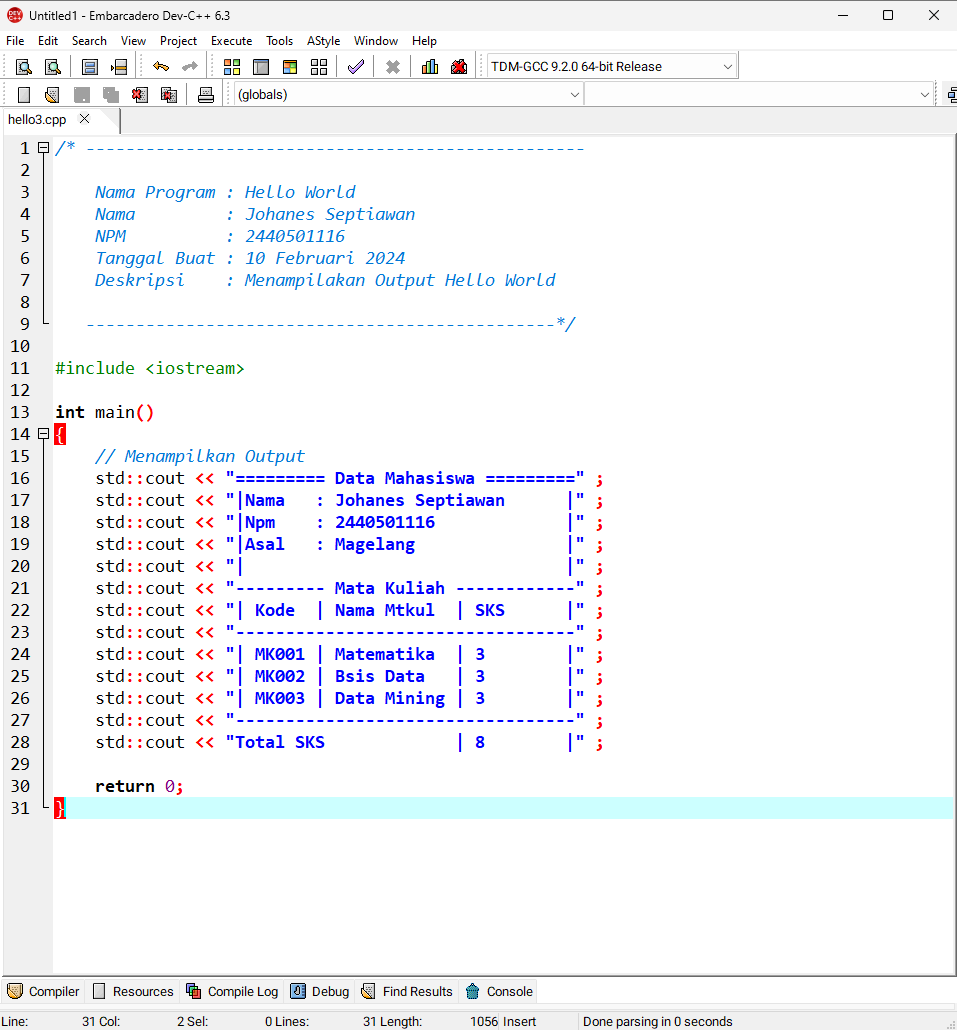 Untitled1 - Embarcadero Dev-C++ 6.3
File Edit Search View Project Execute Tools AStyle Window Help
TDM-GCC 9.2.0 64-bit Release
(globals)
hello3.cpp
1 /* --------------------------------------------------
2
3     Nama Program : Hello World
4     Nama         : Johanes Septiawan
5     NPM          : 2440501116
6     Tanggal Buat : 10 Februari 2024
7     Deskripsi    : Menampilakan Output Hello World
8
9    -----------------------------------------------*/
10
11 #include <iostream>
12
13 int main()
14 {
15     // Menampilkan Output
16     std::cout << "========= Data Mahasiswa =========" ;
17     std::cout << "|Nama   : Johanes Septiawan      |" ;
18     std::cout << "|Npm    : 2440501116             |" ;
19     std::cout << "|Asal   : Magelang               |" ;
20     std::cout << "|                                |" ;
21     std::cout << "--------- Mata Kuliah ------------" ;
22     std::cout << "| Kode  | Nama Mtkul  | SKS      |" ;
23     std::cout << "----------------------------------" ;
24     std::cout << "| MK001 | Matematika  | 3        |" ;
25     std::cout << "| MK002 | Bsis Data   | 3        |" ;
26     std::cout << "| MK003 | Data Mining | 3        |" ;
27     std::cout << "----------------------------------" ;
28     std::cout << "Total SKS             | 8        |" ;
29
30     return 0;
31 }
Compiler Resources Compile Log Debug Find Results Console
Line: 31 Col: 2 Sel: 0 Lines: 31 Length: 1056 Insert Done parsing in 0 seconds